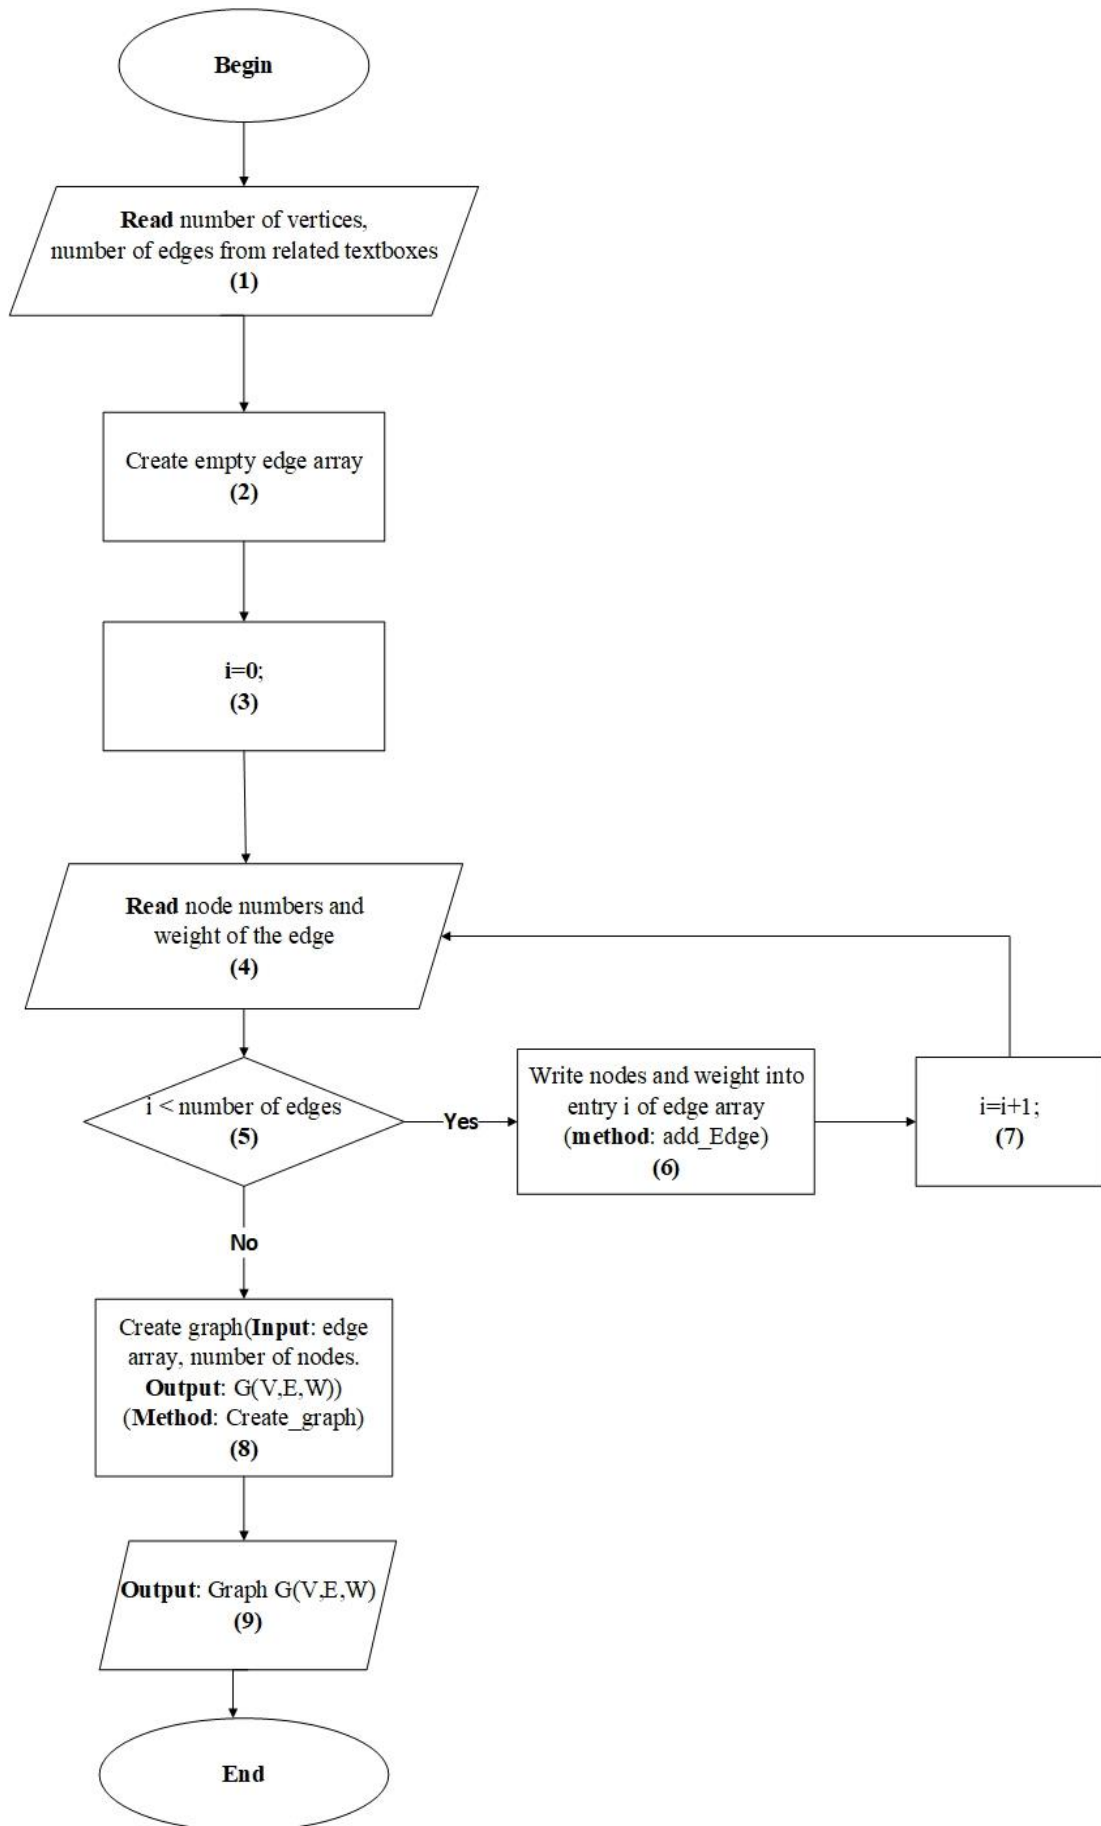 Begin
Read number of vertices,
number of edges from related textboxes
(1)
Create empty edge array
(2)
i=0;
(3)
Read node numbers and
weight of the edge
(4)
i < number of edges
(5)
Yes
Write nodes and weight into
entry i of edge array
(method: add_Edge)
(6)
i=i+1;
(7)
No
Create graph(Input: edge
array, number of nodes.
Output: G(V,E,W))
(Method: Create_graph)
(8)
Output: Graph G(V,E,W)
(9)
End